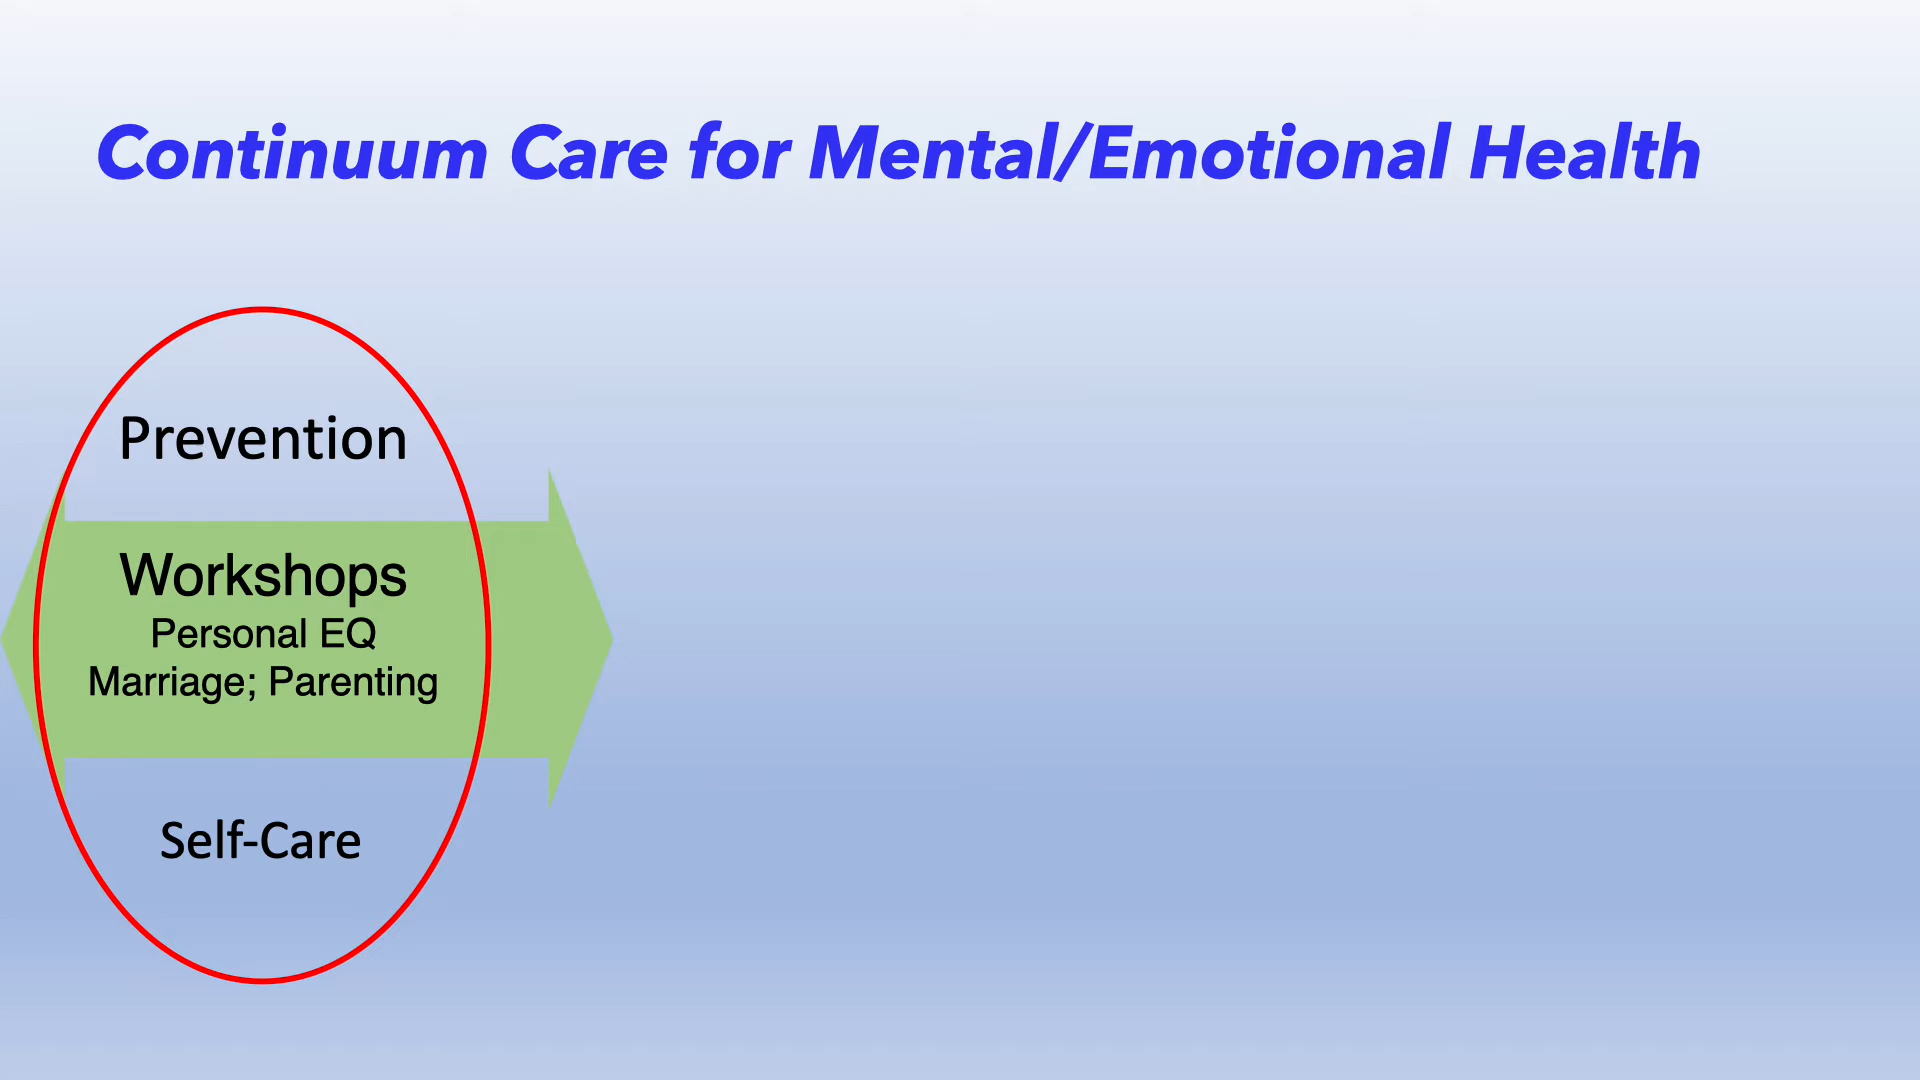 Continuum Care for Mental/Emotional Health
Prevention
Workshops
Personal EQ
Marriage; Parenting
Self-Care